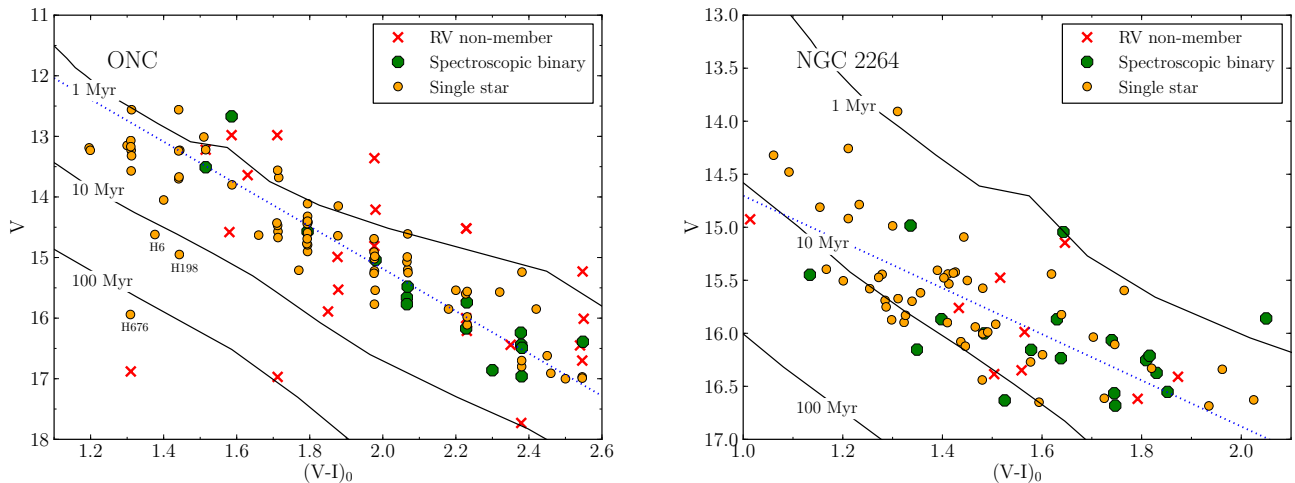 ONC
RV non-member
Spectroscopic binary
Single star
1 Myr
10 Myr
100 Myr
H6
H198
H676
V
11
12
13
14
15
16
17
18
1.2 1.4 1.6 1.8 2.0 2.2 2.4 2.6
(V-I)0
NGC 2264
RV non-member
Spectroscopic binary
Single star
1 Myr
10 Myr
100 Myr
V
13.0
13.5
14.0
14.5
15.0
15.5
16.0
16.5
17.0
1.0 1.2 1.4 1.6 1.8 2.0
(V-I)0